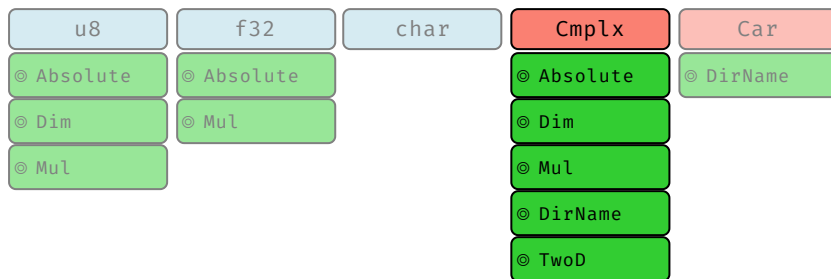 u8 f32 char Cmplx Car
◎ Absolute ◎ Absolute ◎ Absolute ◎ DirName
◎ Dim ◎ Mul ◎ Dim
◎ Mul ◎ Mul
◎ DirName
◎ TwoD